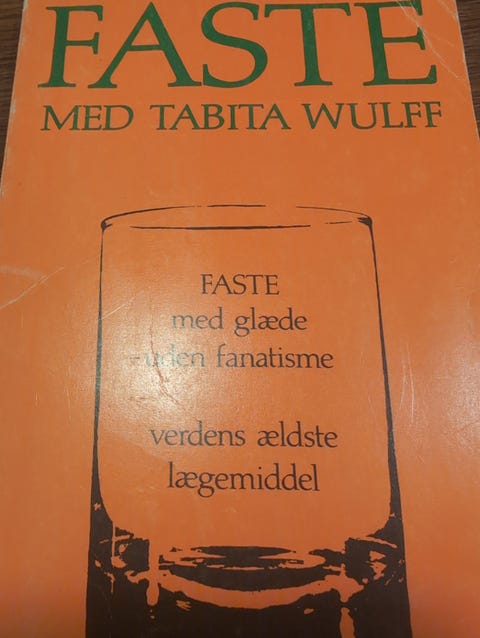 FASTE
MED TABITA WULFF
FASTE
med glæde
- uden fanatisme
verdens ældste
lægemiddel